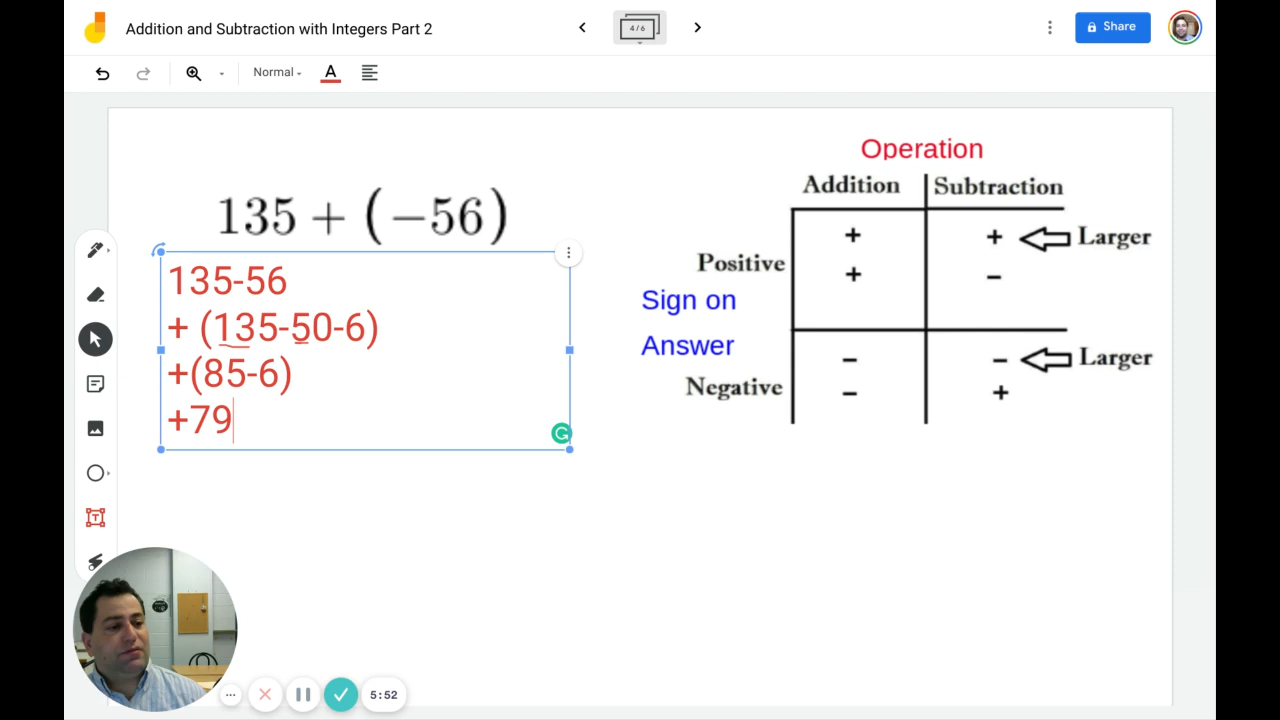 Addition and Subtraction with Integers Part 2
4/6
Share
Normal
A
135 + (−56)
135-56
+ (135-50-6)
+(85-6)
+79
Operation
Addition Subtraction
+ + Larger
Positive
+ −
Sign on
Answer
− − Larger
Negative
− +
T
G
5:52